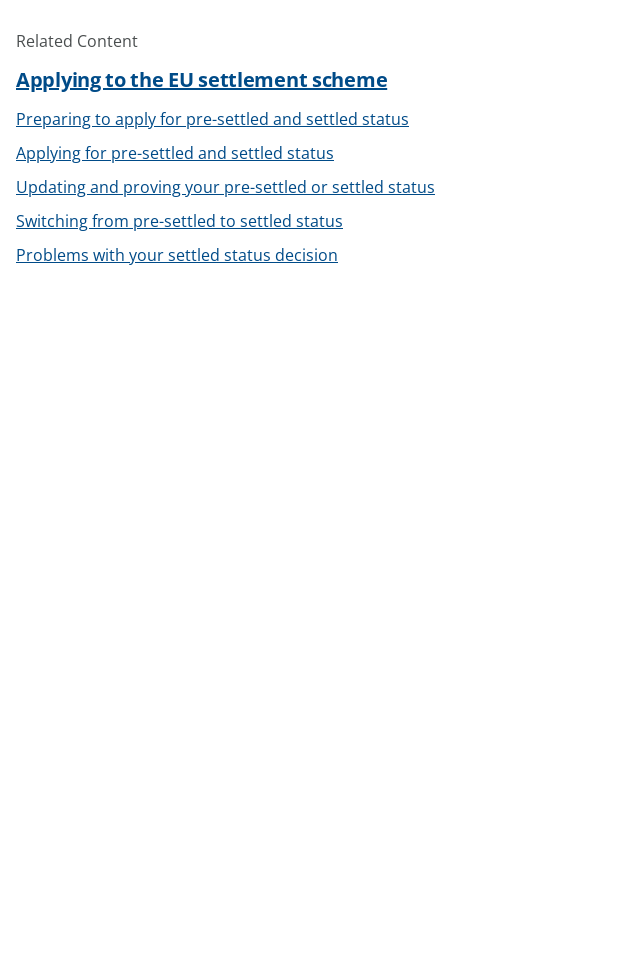 Related Content
Applying to the EU settlement scheme
Preparing to apply for pre-settled and settled status
Applying for pre-settled and settled status
Updating and proving your pre-settled or settled status
Switching from pre-settled to settled status
Problems with your settled status decision